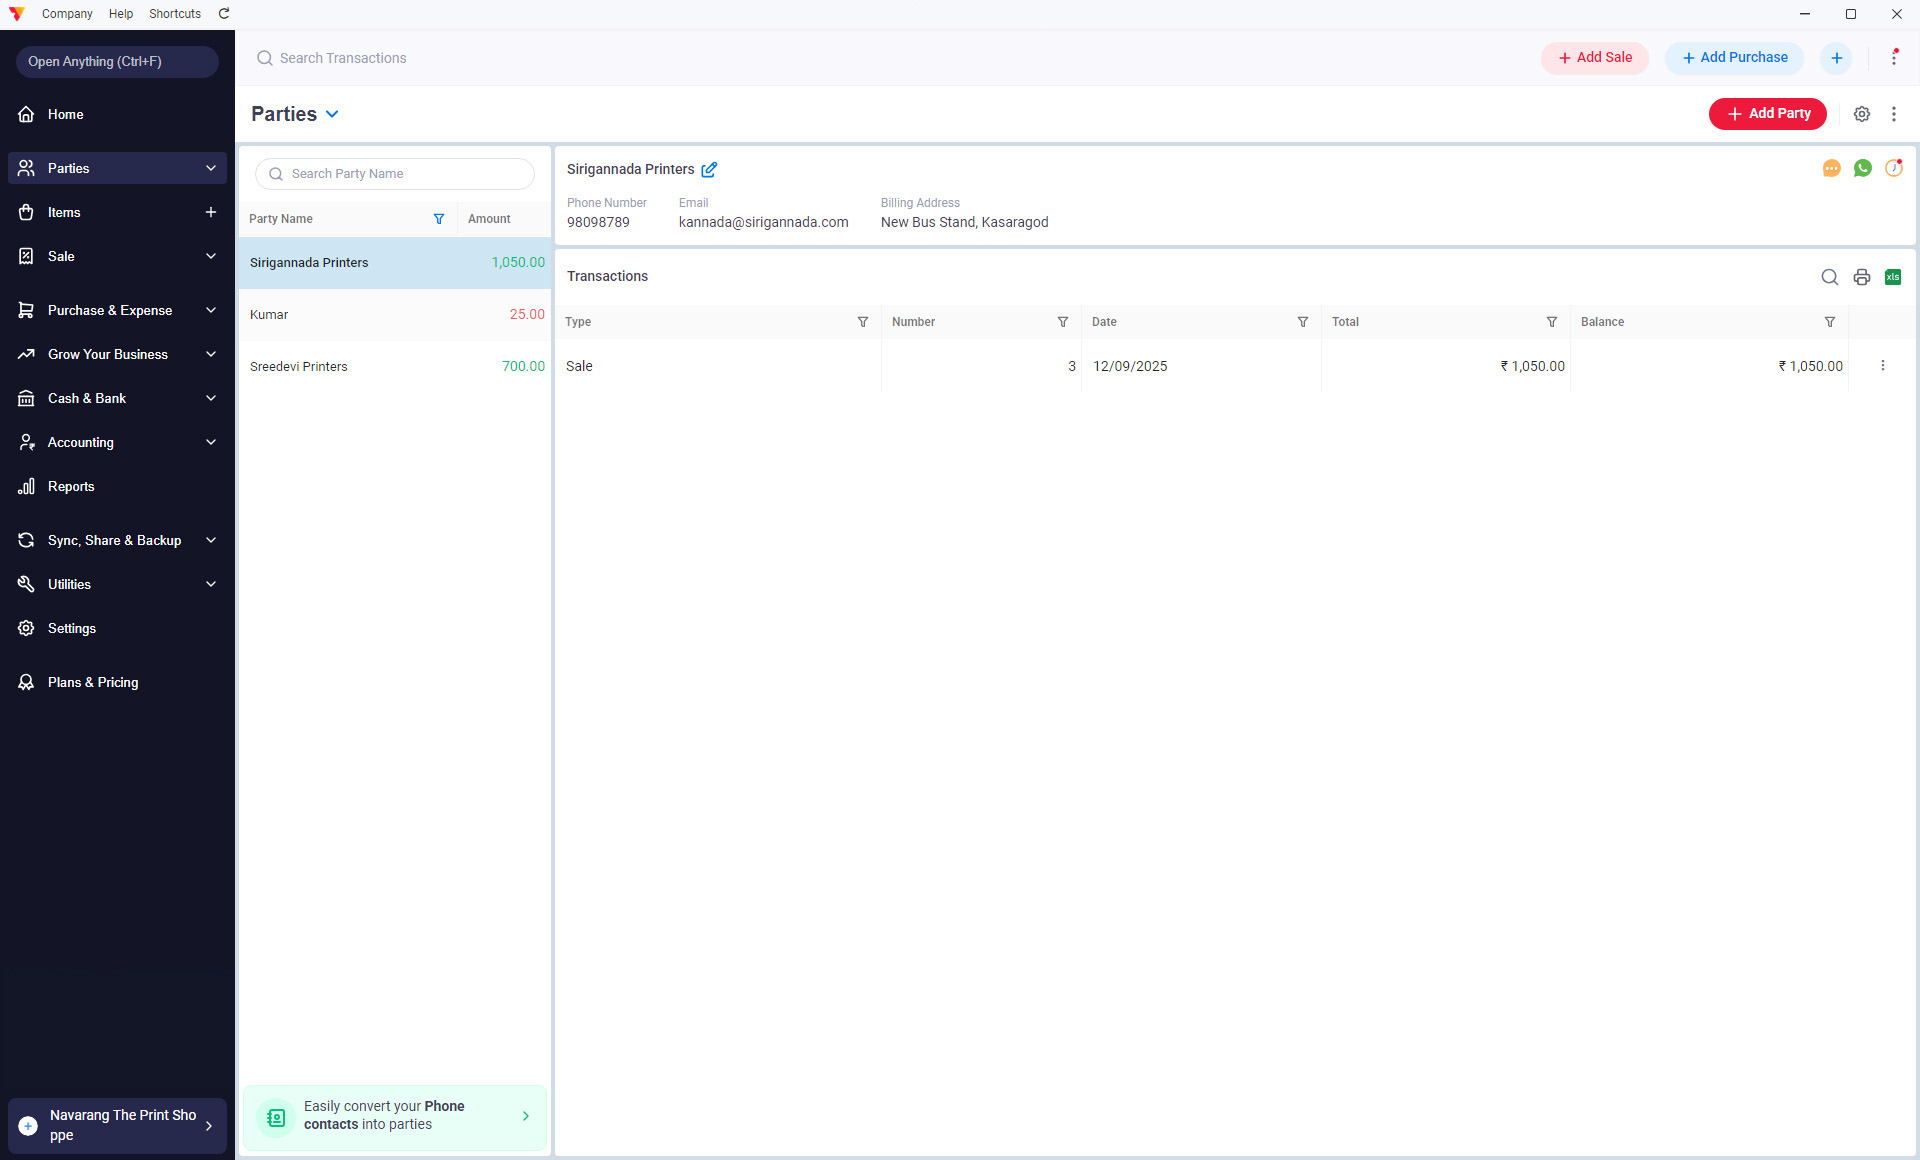 Company Help Shortcuts
Open Anything (Ctrl+F)
Home
Parties
Items
Sale
Purchase & Expense
Grow Your Business
Cash & Bank
Accounting
Reports
Sync, Share & Backup
Utilities
Settings
Plans & Pricing
Navarang The Print Sho
ppe
Search Transactions
Add Sale
Add Purchase
Parties
Add Party
Search Party Name
Party Name Amount
Sirigannada Printers 1,050.00
Kumar 25.00
Sreedevi Printers 700.00
Easily convert your Phone
contacts into parties
Sirigannada Printers
Phone Number Email Billing Address
98098789 kannada@sirigannada.com New Bus Stand, Kasaragod
Transactions
xls
Type Number Date Total Balance
Sale 3 12/09/2025 ₹ 1,050.00 ₹ 1,050.00